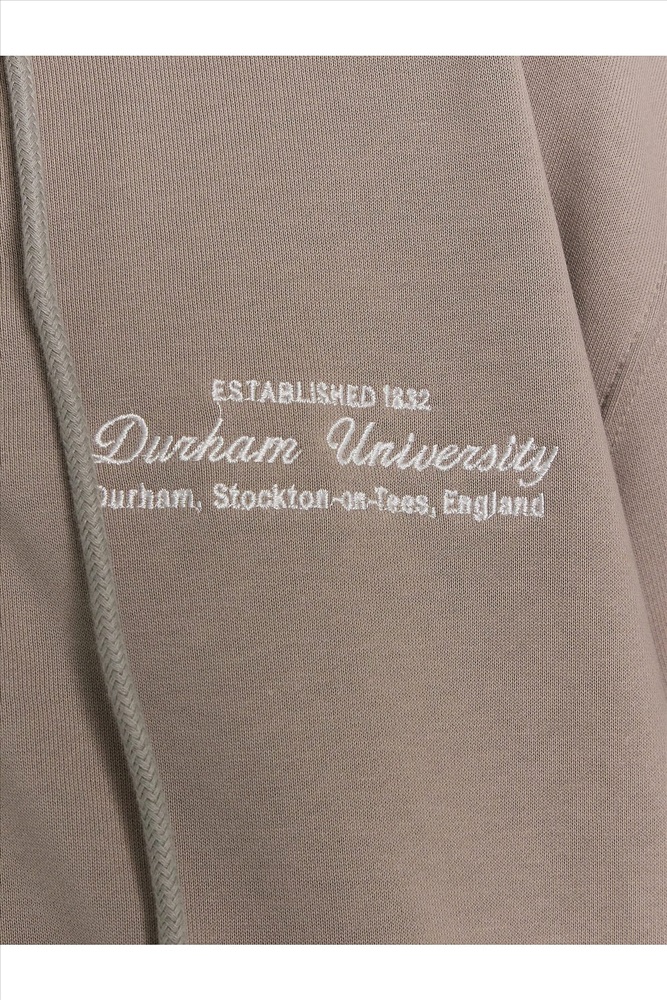 ESTABLISHED 1832
Durham University
Durham, Stockton-on-Tees, England